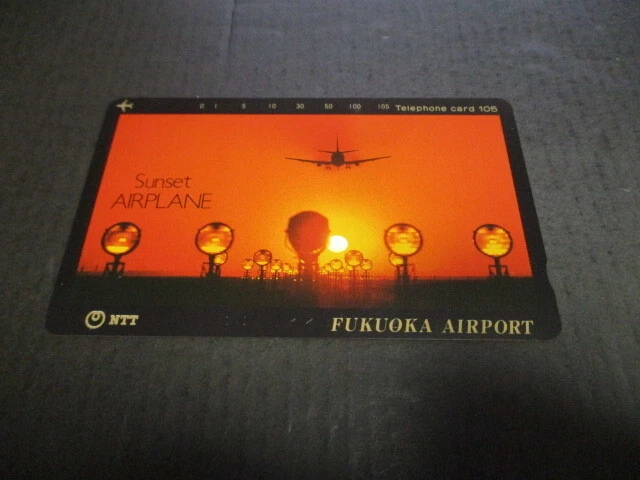 0 1 5 10 30 50 100 105 Telephone card 105
Sunset
AIRPLANE
NTT
FUKUOKA AIRPORT